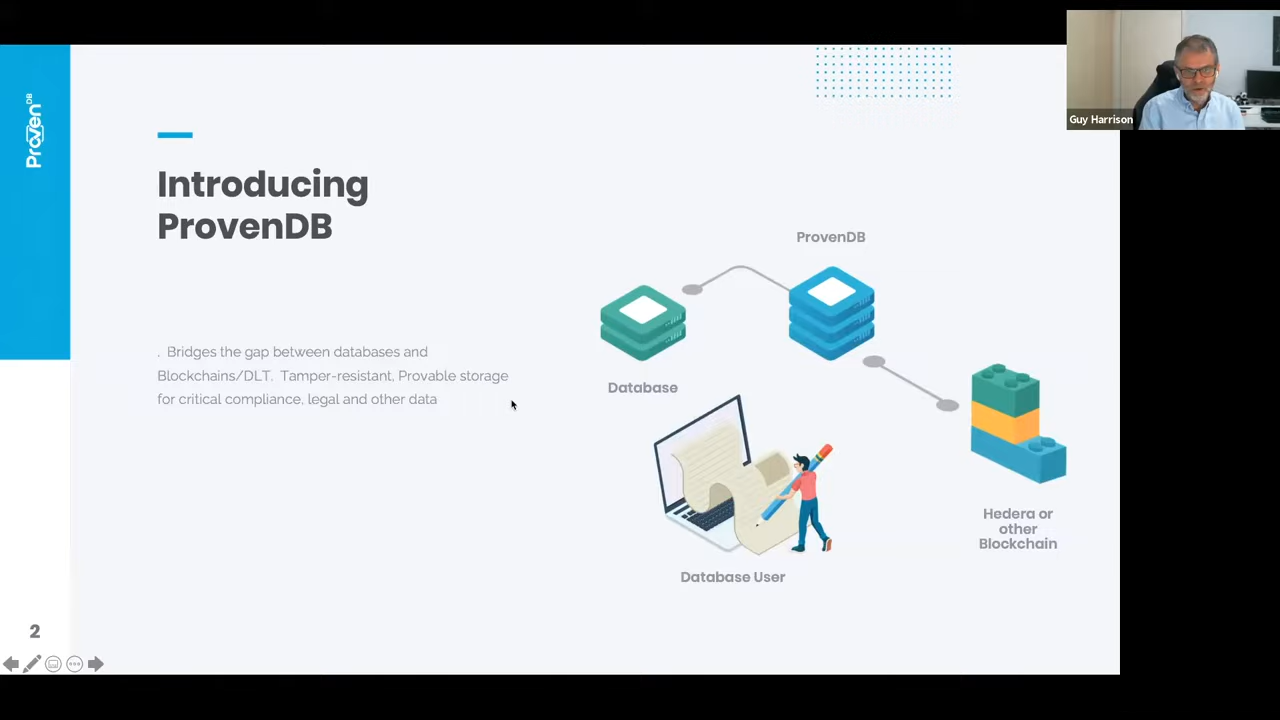 ProvenDB
Guy Harrison
Introducing
ProvenDB
. Bridges the gap between databases and
Blockchains/DLT. Tamper-resistant, Provable storage
for critical compliance, legal and other data
ProvenDB
Database
Hedera or
other
Blockchain
Database User
2